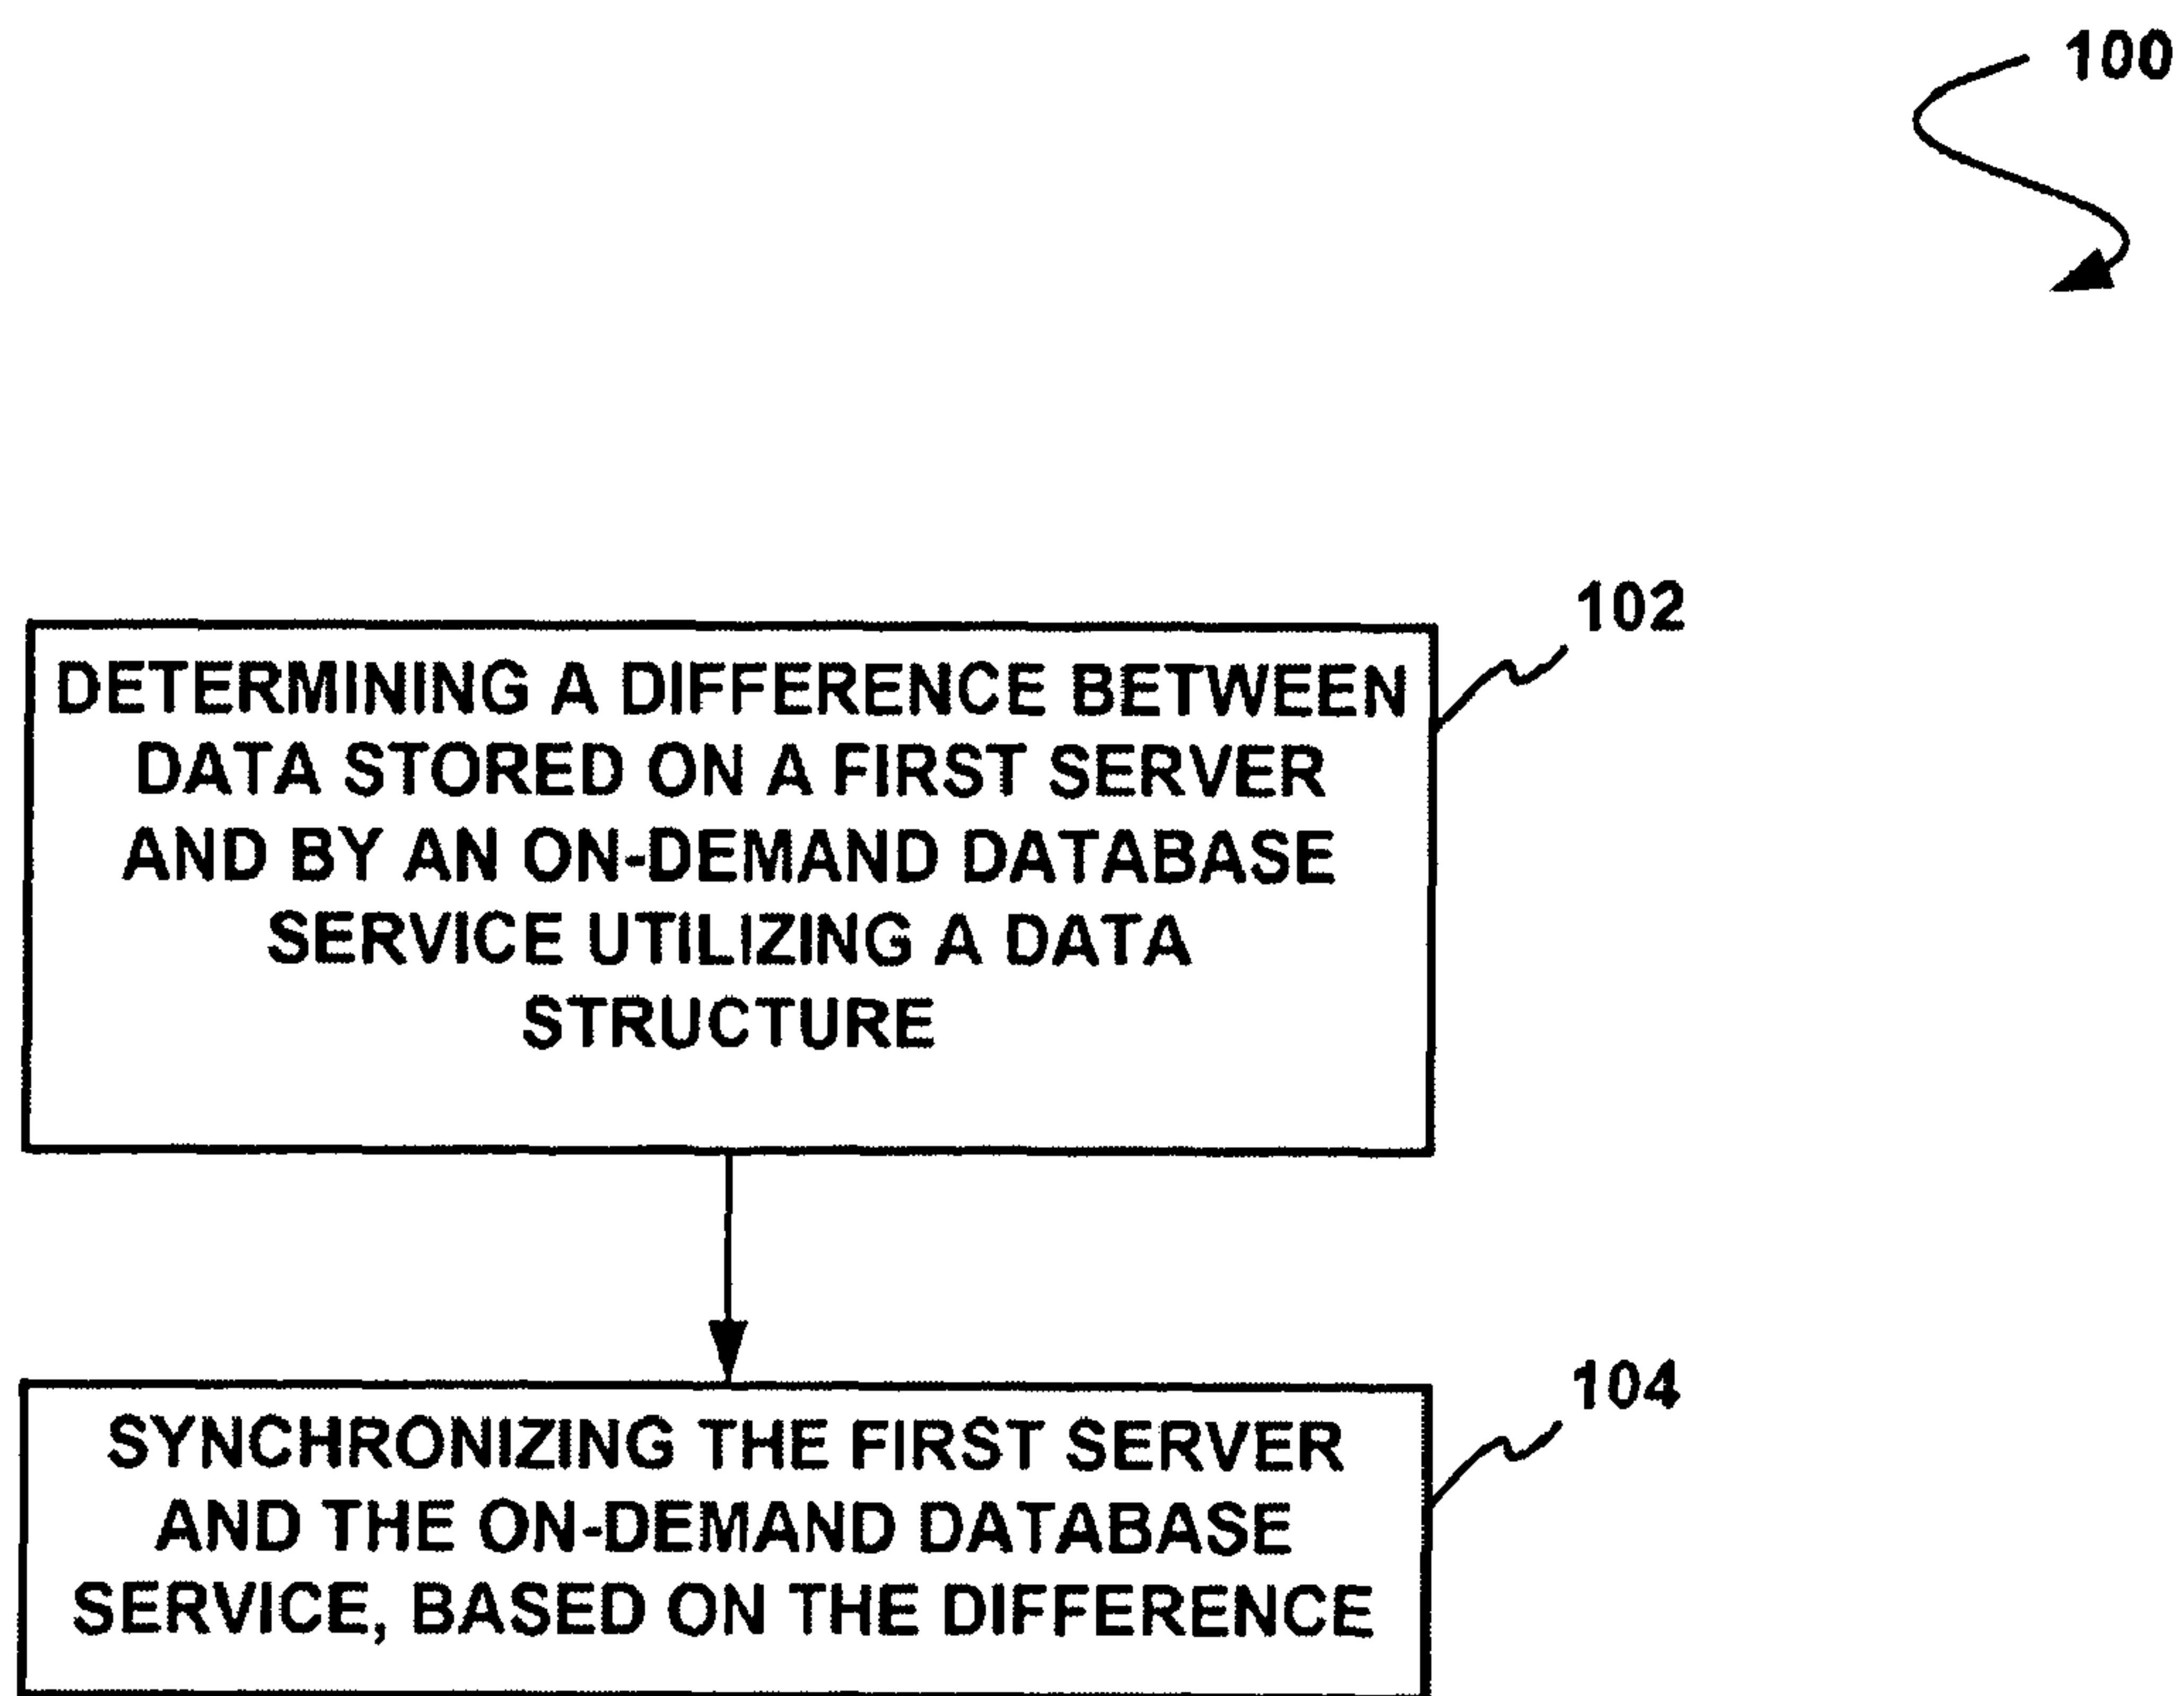 100
102
DETERMINING A DIFFERENCE BETWEEN
DATA STORED ON A FIRST SERVER
AND BY AN ON-DEMAND DATABASE
SERVICE UTILIZING A DATA
STRUCTURE
104
SYNCHRONIZING THE FIRST SERVER
AND THE ON-DEMAND DATABASE
SERVICE, BASED ON THE DIFFERENCE